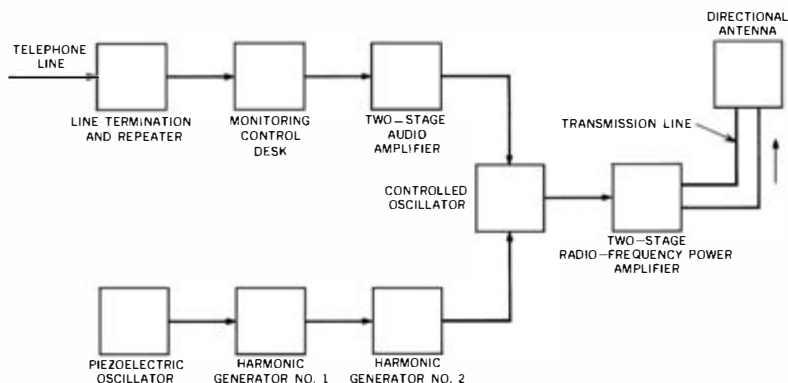 DIRECTIONAL
ANTENNA
TELEPHONE
LINE
LINE TERMINATION
AND REPEATER
MONITORING
CONTROL
DESK
TWO—STAGE
AUDIO
AMPLIFIER
TRANSMISSION LINE
CONTROLLED
OSCILLATOR
TWO—STAGE
RADIO—FREQUENCY POWER
AMPLIFIER
PIEZOELECTRIC
OSCILLATOR
HARMONIC
GENERATOR NO. 1
HARMONIC
GENERATOR NO. 2